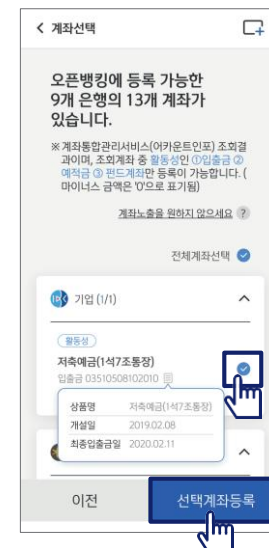 계좌선택
오픈뱅킹에 등록 가능한
9개 은행의 13개 계좌가
있습니다.
※ 계좌통합관리서비스(어카운트인포) 조회결
과이며, 조회계좌 중 활동성인 ①입출금 ②
예적금 ③ 펀드계좌만 등록이 가능합니다. (
마이너스 금액은 '0'으로 표기됨)
계좌노출을 원하지 않으세요 ?
전체계좌선택
기업 (1/1)
활동성
저축예금(1석7조통장)
입출금 03510508102010
상품명 저축예금(1석7조통장)
개설일 2019.02.08
최종입출금일 2020.02.11
이전 선택계좌등록